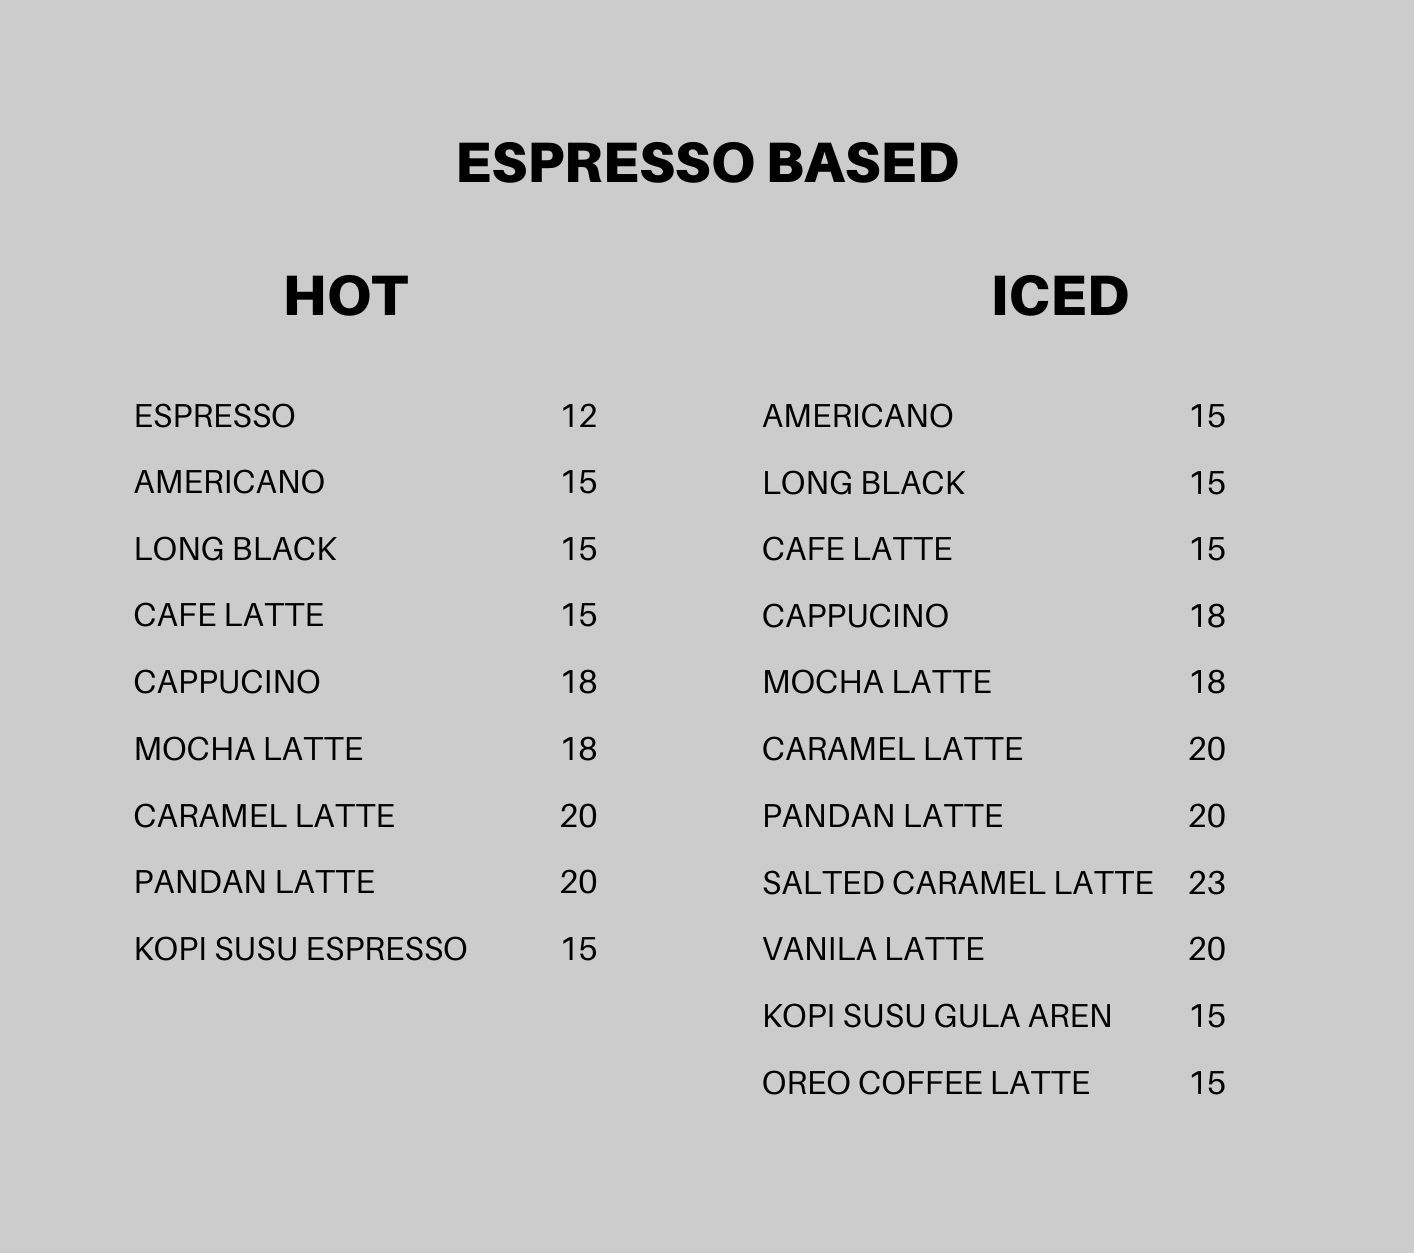 ESPRESSO BASED
HOT
ESPRESSO 12
AMERICANO 15
LONG BLACK 15
CAFE LATTE 15
CAPPUCINO 18
MOCHA LATTE 18
CARAMEL LATTE 20
PANDAN LATTE 20
KOPI SUSU ESPRESSO 15
ICED
AMERICANO 15
LONG BLACK 15
CAFE LATTE 15
CAPPUCINO 18
MOCHA LATTE 18
CARAMEL LATTE 20
PANDAN LATTE 20
SALTED CARAMEL LATTE 23
VANILA LATTE 20
KOPI SUSU GULA AREN 15
OREO COFFEE LATTE 15